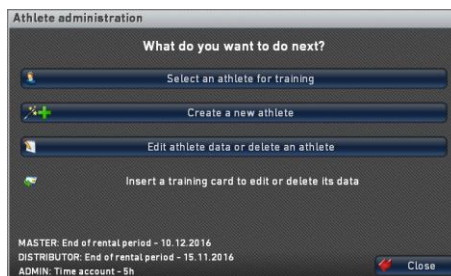 Athlete administration
What do you want to do next?
Select an athlete for training
Create a new athlete
Edit athlete data or delete an athlete
Insert a training card to edit or delete its data
MASTER: End of rental period - 10.12.2016
DISTRIBUTOR: End of rental period - 15.11.2016
ADMIN: Time account - 5h
Close